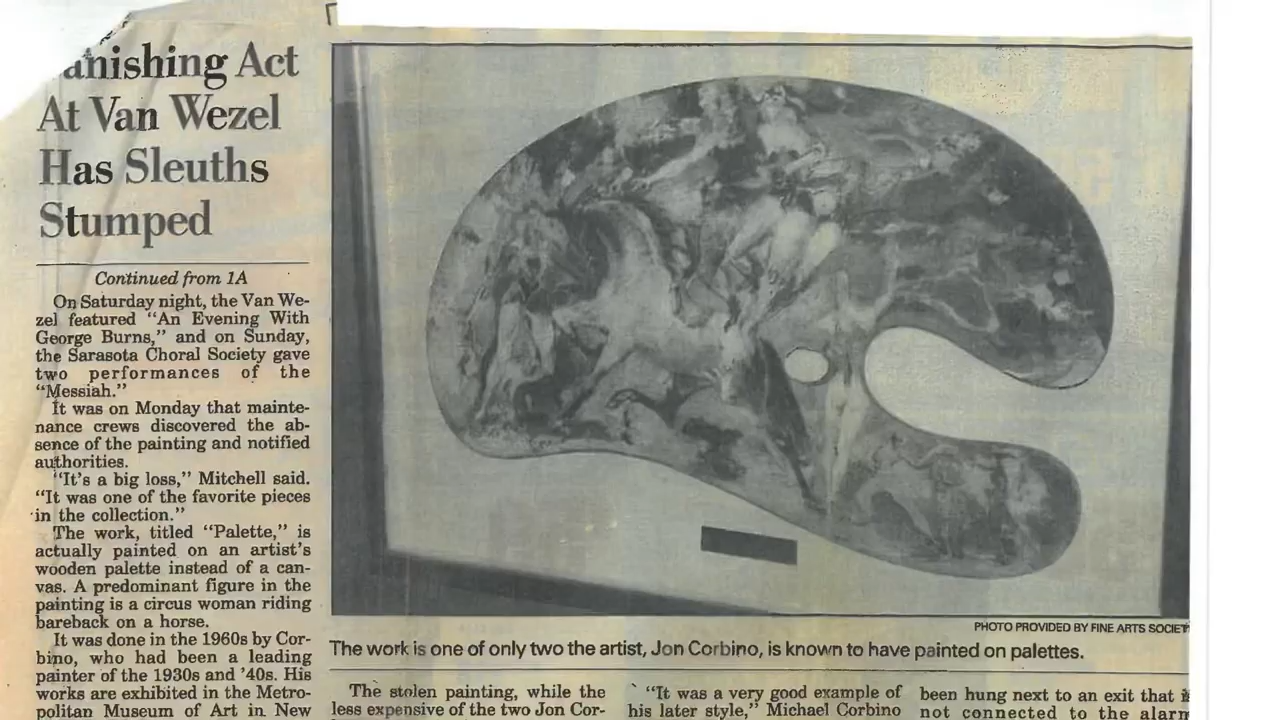 anishing Act
At Van Wezel
Has Sleuths
Stumped
Continued from 1A
On Saturday night, the Van We-
zel featured “An Evening With
George Burns,” and on Sunday,
the Sarasota Choral Society gave
two performances of the
“Messiah.”
It was on Monday that mainte-
nance crews discovered the ab-
sence of the painting and notified
authorities.
“It's a big loss,” Mitchell said.
“It was one of the favorite pieces
in the collection.”
The work, titled “Palette,” is
actually painted on an artist's
wooden palette instead of a can-
vas. A predominant figure in the
painting is a circus woman riding
bareback on a horse.
It was done in the 1960s by Cor-
bino, who had been a leading
painter of the 1930s and '40s. His
works are exhibited in the Metro-
politan Museum of Art in New
PHOTO PROVIDED BY FINE ARTS SOCIET
The work is one of only two the artist, Jon Corbino, is known to have painted on palettes.
The stolen painting, while the
less expensive of the two Jon Cor-
“It was a very good example of
his later style,” Michael Corbino
been hung next to an exit that is
not connected to the alarm